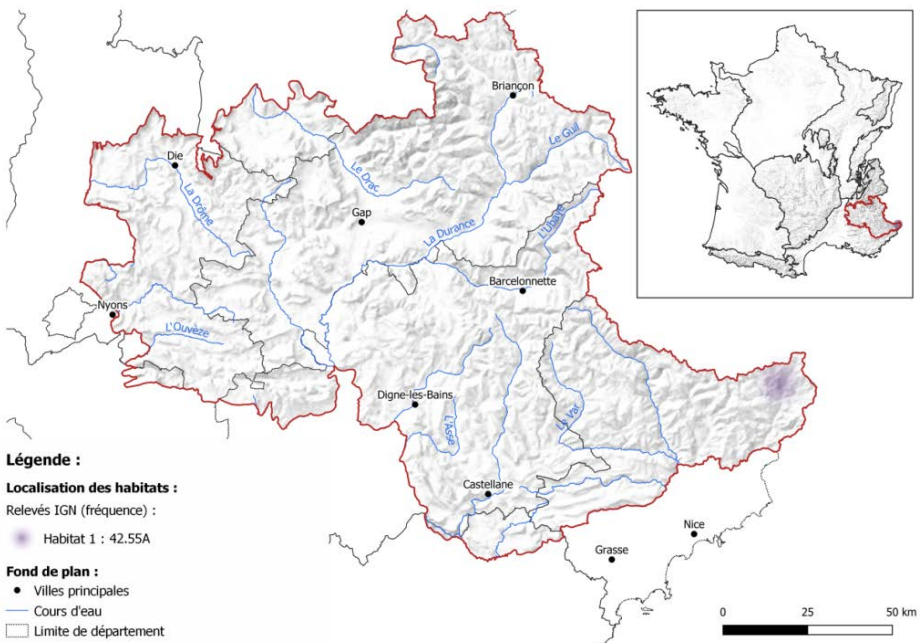 Briançon
Le Guil
Die
Le Drac
La Drôme
Gap
La Durance
L'Ubaye
Barcelonnette
Nyons
L'Ouvèze
Digne-les-Bains
L'Asse
Le Var
Castellane
Nice
Grasse
Légende :
Localisation des habitats :
Relevés IGN (fréquence) :
Habitat 1 : 42.55A
Fond de plan :
Villes principales
Cours d'eau
Limite de département
0 25 50 km